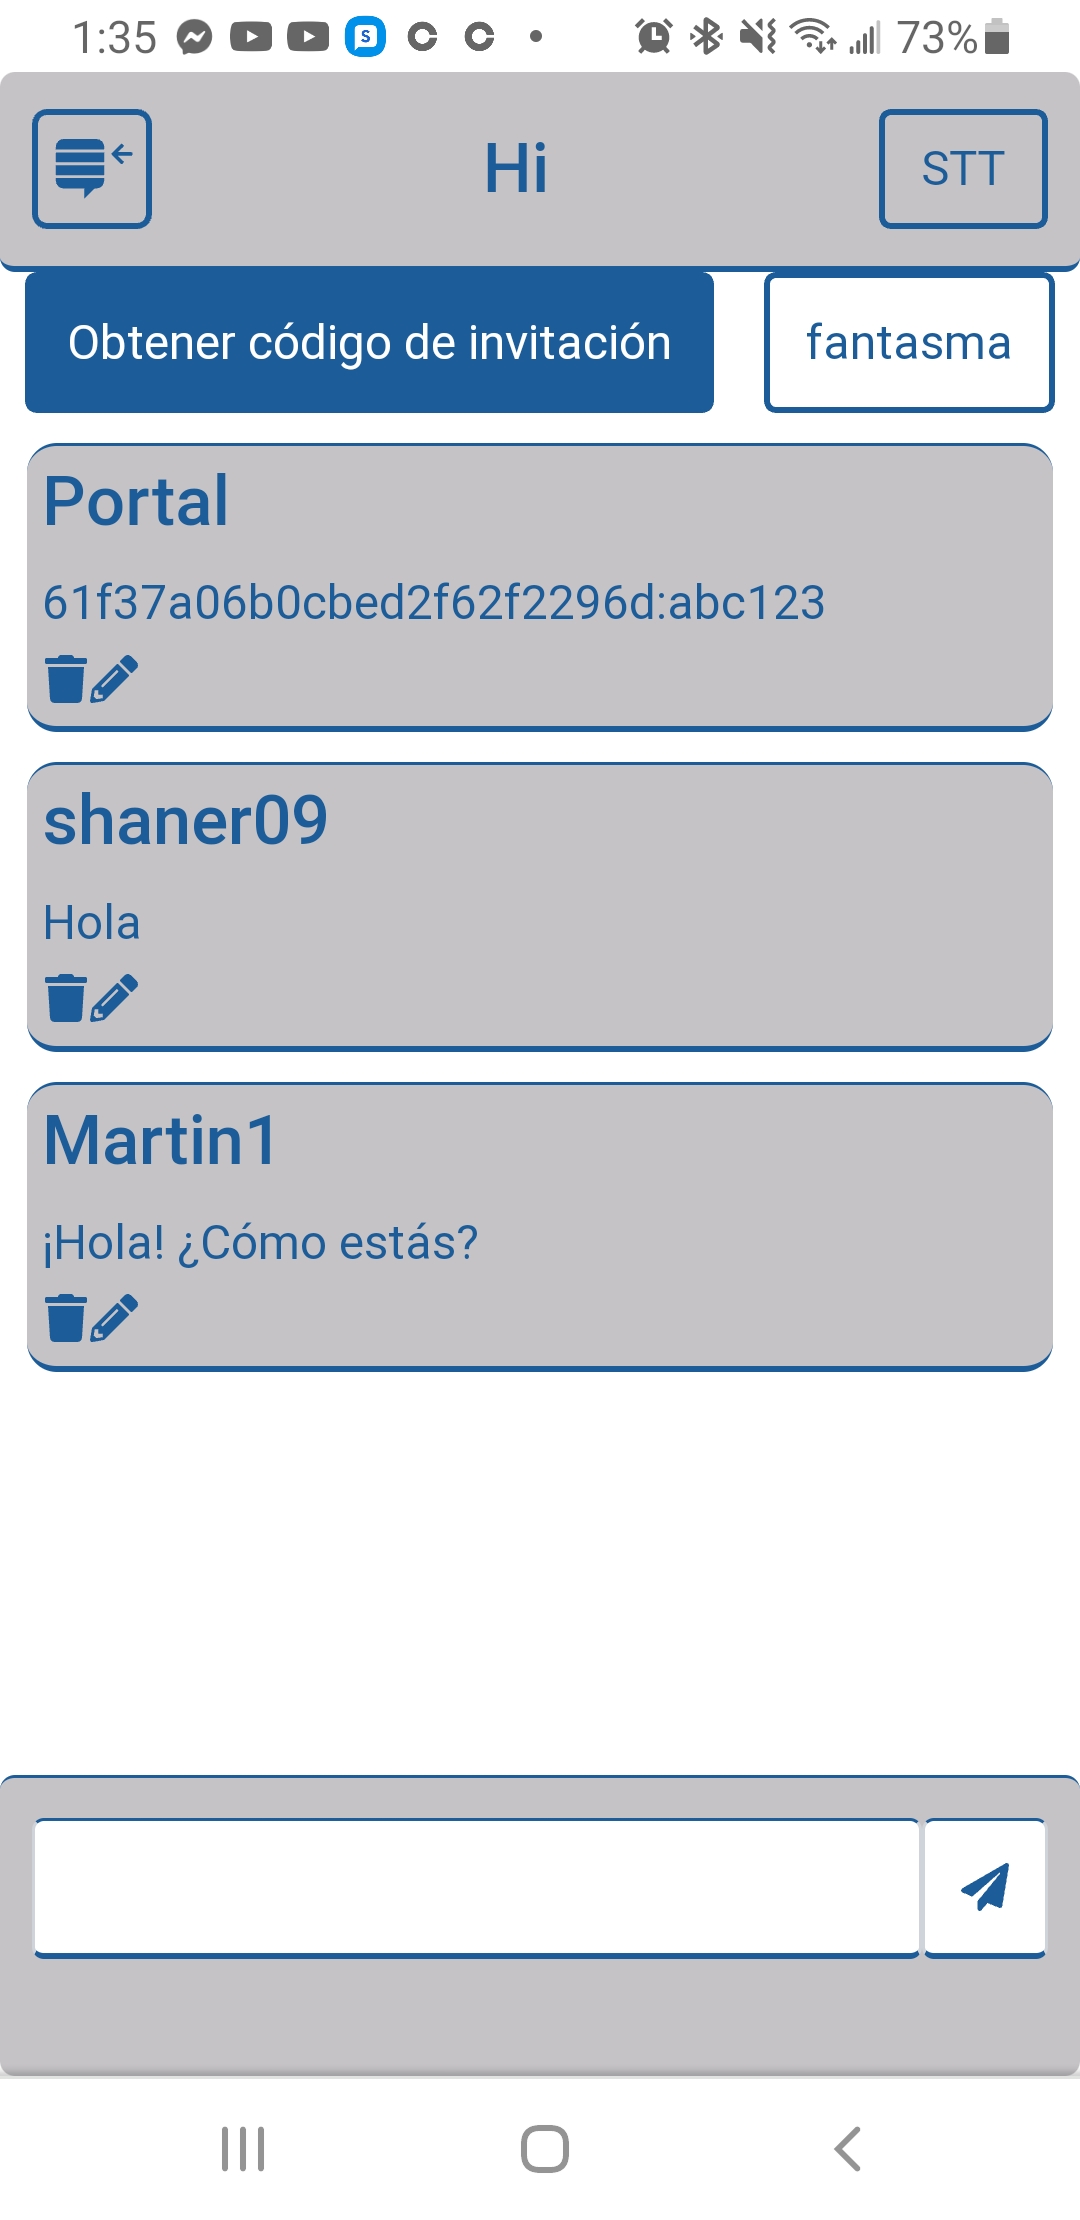 1:35 73%
Hi STT
Obtener código de invitación fantasma
Portal
61f37a06b0cbed2f62f2296d:abc123
shaner09
Hola
Martin1
¡Hola! ¿Cómo estás?